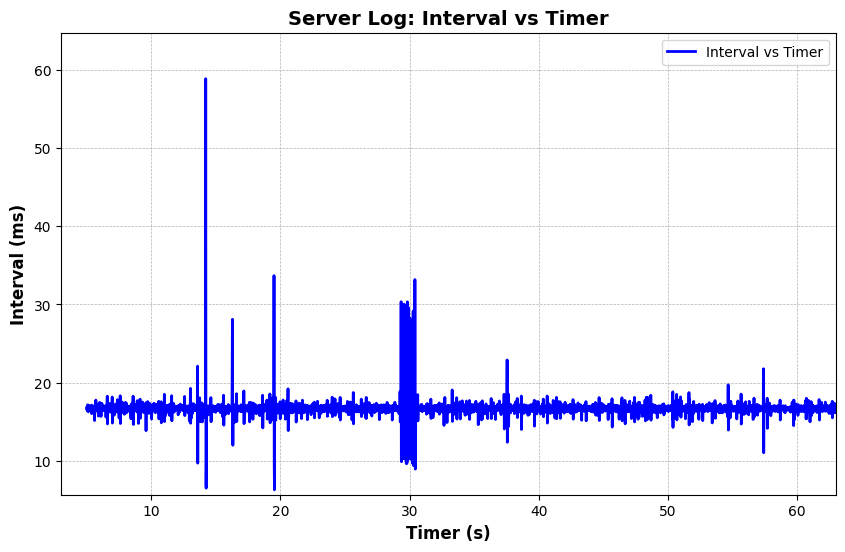 Server Log: Interval vs Timer
Interval vs Timer
Interval (ms)
60
50
40
30
20
10
10 20 30 40 50 60
Timer (s)